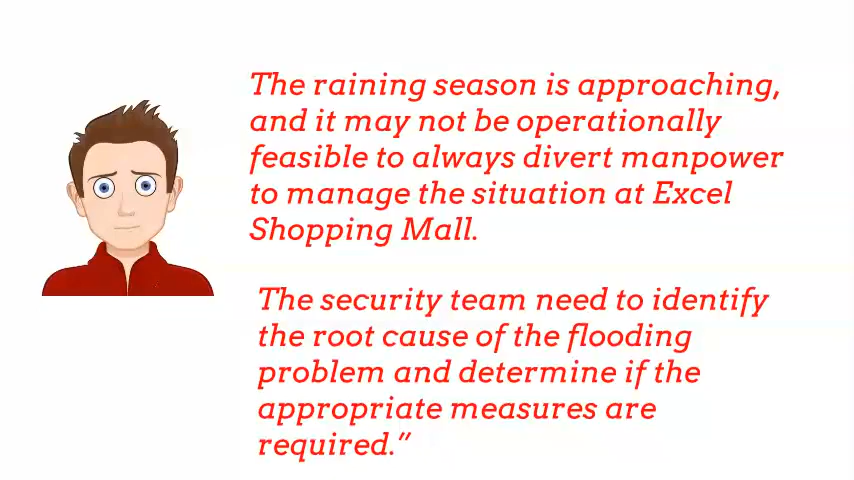 The raining season is approaching,
and it may not be operationally
feasible to always divert manpower
to manage the situation at Excel
Shopping Mall.
The security team need to identify
the root cause of the flooding
problem and determine if the
appropriate measures are
required.”